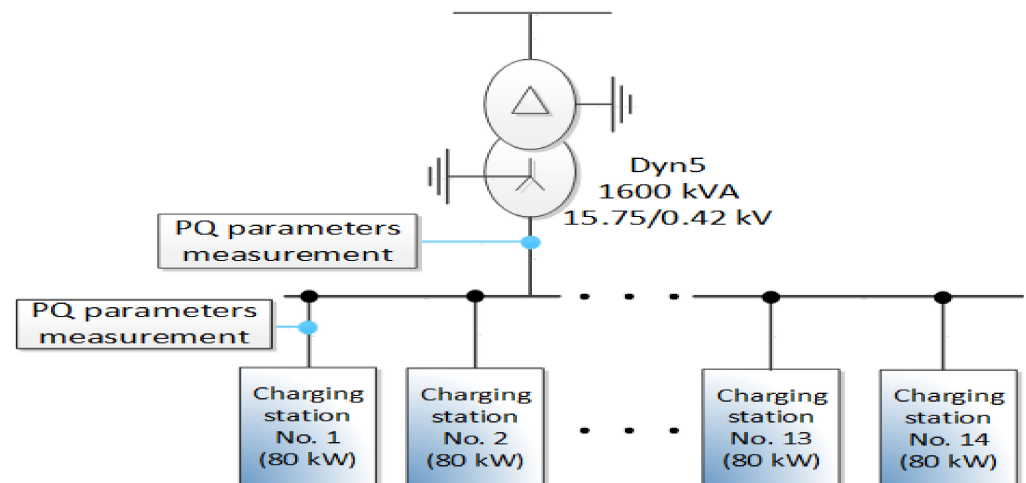 Dyn5
1600 kVA
15.75/0.42 kV
PQ parameters
measurement
PQ parameters
measurement
Charging
station
No. 1
(80 kW)
Charging
station
No. 2
(80 kW)
Charging
station
No. 13
(80 kW)
Charging
station
No. 14
(80 kW)